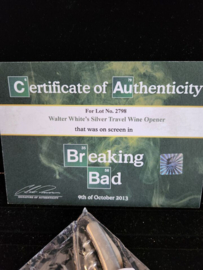 Certificate of Authenticity
For Lot No. 2798
Walter White's Silver Travel Wine Opener
that was on screen in
Breaking
Bad
9th of October 2013